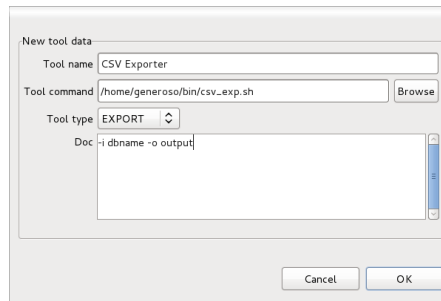 New tool data
Tool name CSV Exporter
Tool command /home/generoso/bin/csv_exp.sh Browse
Tool type EXPORT
Doc -i dbname -o output
Cancel OK